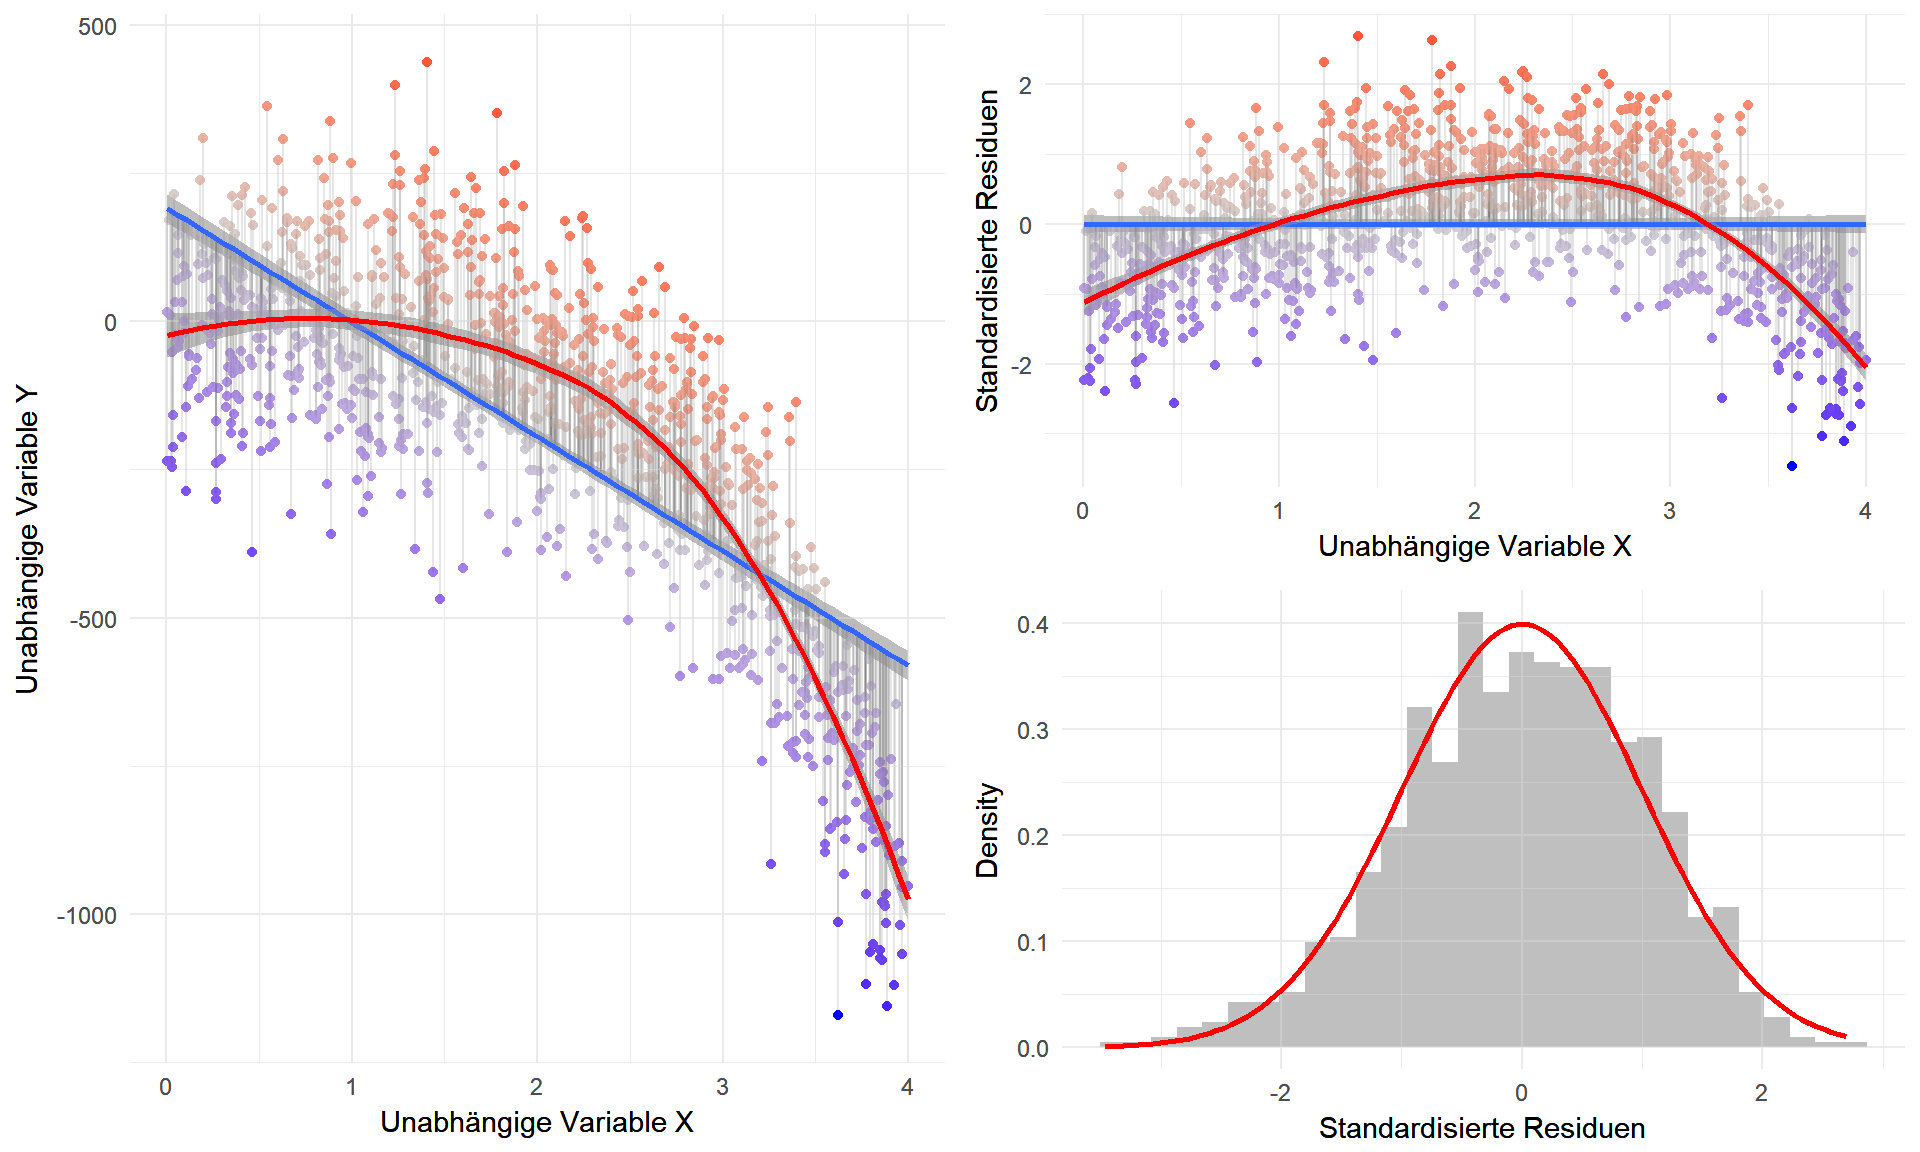 500
0
-500
-1000
Unabhängige Variable Y
0 1 2 3 4
Unabhängige Variable X
2
0
-2
Standardisierte Residuen
0 1 2 3 4
Unabhängige Variable X
0.4
0.3
0.2
0.1
0.0
Density
-2 0 2
Standardisierte Residuen